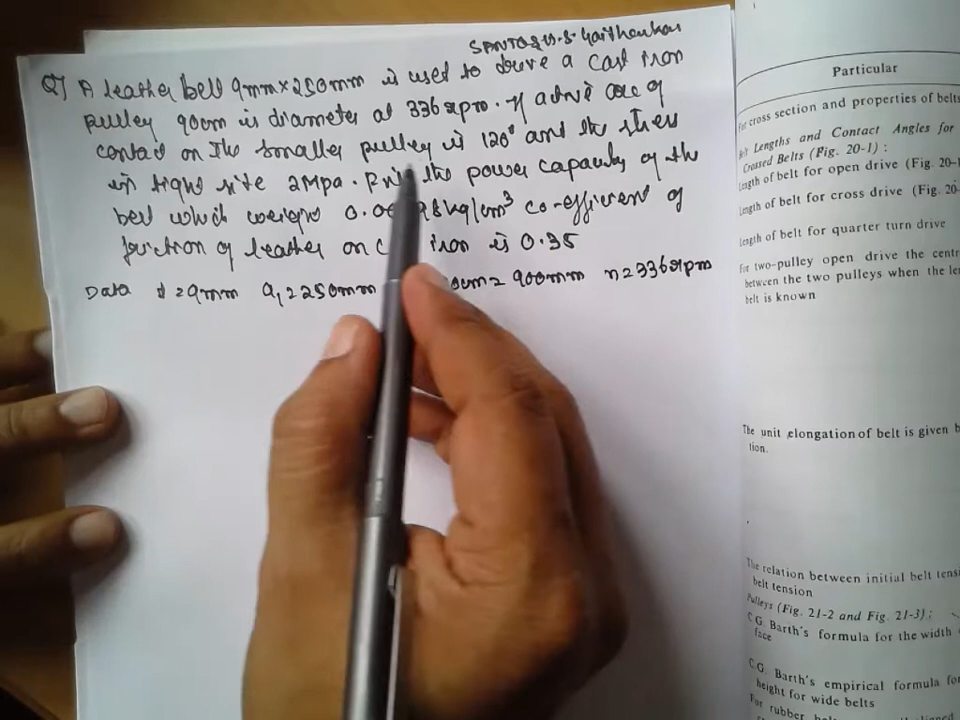 SANTOSH.S. Gaithonkar
Q] A leather belt 9mm×250mm is used to drive a cast iron
pulley 90cm in diameter at 336 rpm. If active arc of
contact on the smaller pulley is 120° and the stress
in tight side 2Mpa. Find the power capacity of the
belt which weighs kg/cm³ co-efficient of
friction of leather on iron is 0.35
Data t=9mm a,=250mm = 900mm n=336rpm
Particular
For cross section and properties of belts
Belt Lengths and Contact Angles for
Crossed Belts (Fig. 20-1) :
Length of belt for open drive (Fig. 20-1
Length of belt for cross drive (Fig. 20-
Length of belt for quarter turn drive
For two-pulley open drive the centr
between the two pulleys when the le
belt is known
The unit elongation of belt is given b
tion.
The relation between initial belt tensi
belt tension
Pulleys (Fig. 21-2 and Fig. 21-3) :
C.G. Barth's formula for the width
face
C.G. Barth's empirical formula for
height for wide belts
For rubber